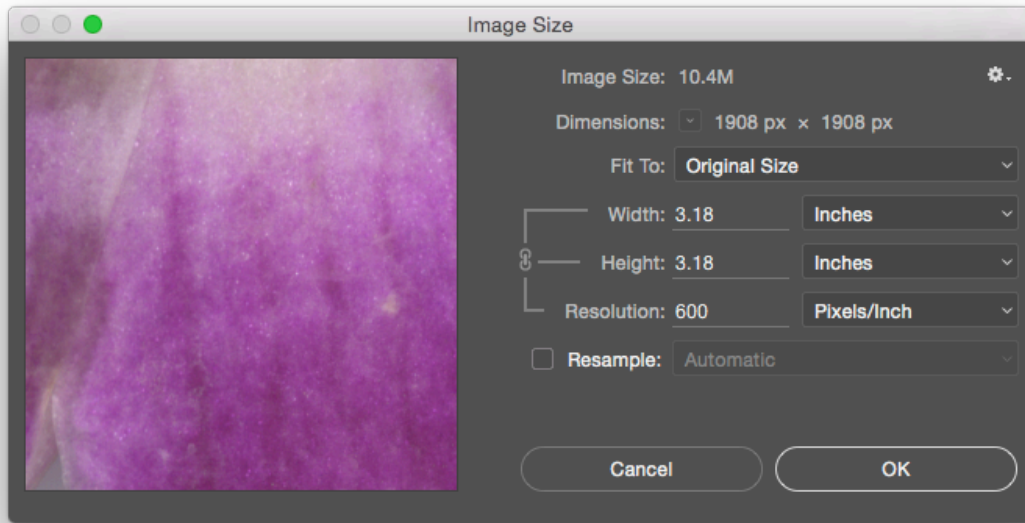 Image Size
Image Size: 10.4M
Dimensions: 1908 px × 1908 px
Fit To: Original Size
Width: 3.18 Inches
Height: 3.18 Inches
Resolution: 600 Pixels/Inch
Resample: Automatic
Cancel OK